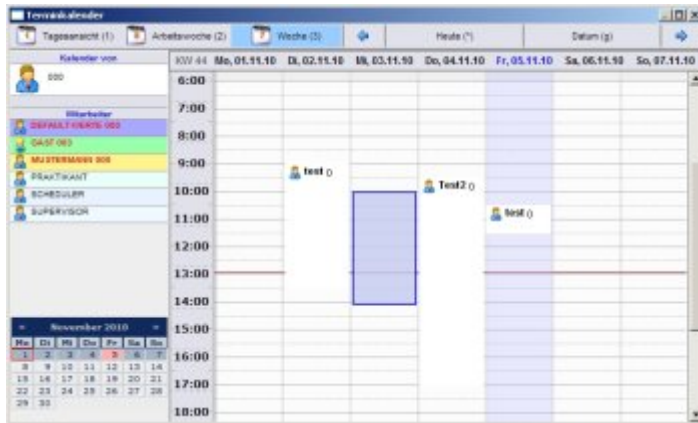 Terminkalender
Tagesansicht (1) Arbeitswoche (2) Woche (3) Heute (*) Datum (g)
Kalender von
000
Mitarbeiter
DEFAULT-WERTE 000
GAST 003
MUSTERMANN 005
PRAKTIKANT
SCHEDULER
SUPERVISOR
KW 44 Mo, 01.11.10 Di, 02.11.10 Mi, 03.11.10 Do, 04.11.10 Fr, 05.11.10 Sa, 06.11.10 So, 07.11.10
6:00
7:00
8:00
9:00
test ()
10:00
Test2 ()
11:00
test ()
12:00
13:00
14:00
15:00
16:00
17:00
18:00
November 2010
Mo Di Mi Do Fr Sa So
1 2 3 4 5 6 7
8 9 10 11 12 13 14
15 16 17 18 19 20 21
22 23 24 25 26 27 28
29 30